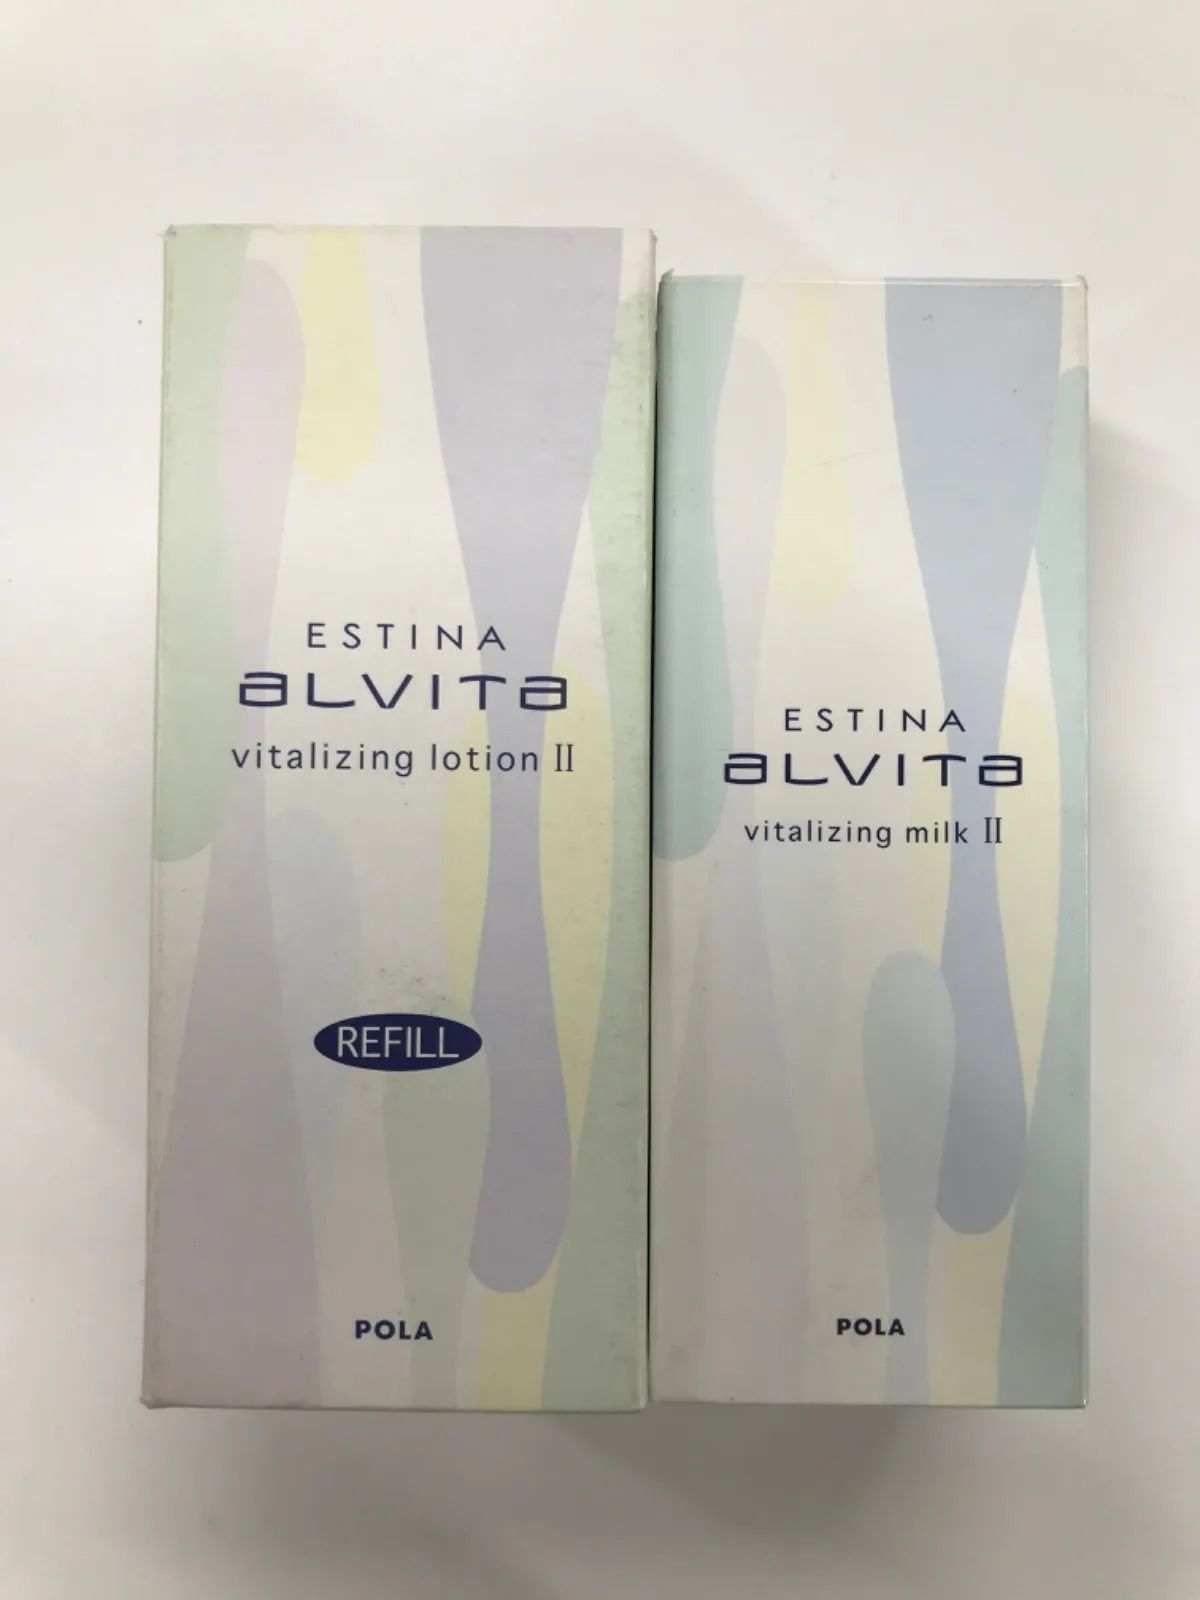 ESTINA
ALVITA
vitalizing lotion II
REFILL
POLA
ESTINA
ALVITA
vitalizing milk II
POLA